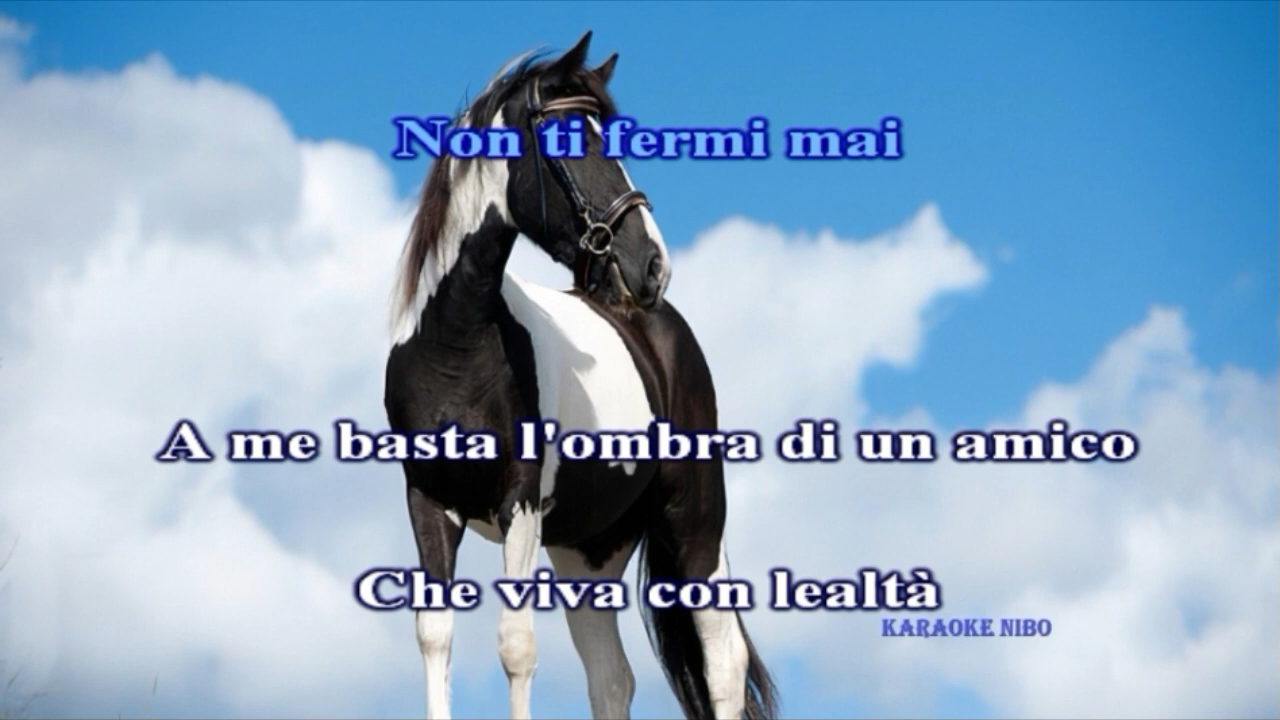 Non ti fermi mai
A me basta l'ombra di un amico
Che viva con lealtà
KARAOKE NIBO